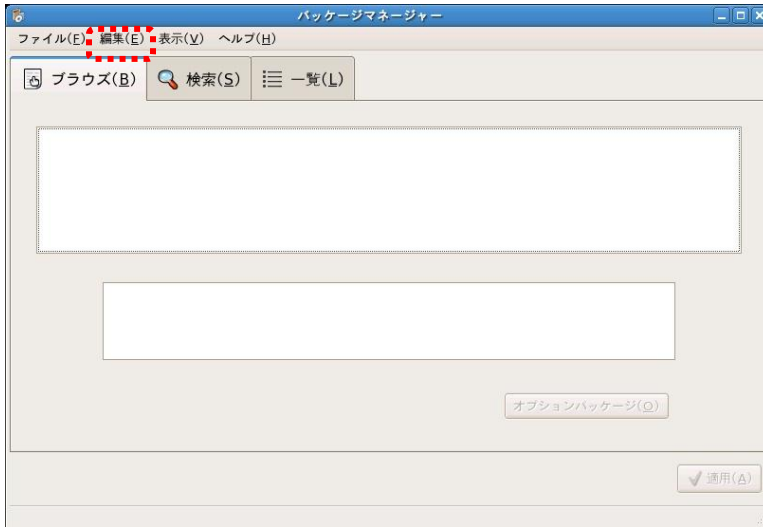 パッケージマネージャー
ファイル(F) 編集(E) 表示(V) ヘルプ(H)
ブラウズ(B) 検索(S) 一覧(L)
オプションパッケージ(O)
適用(A)